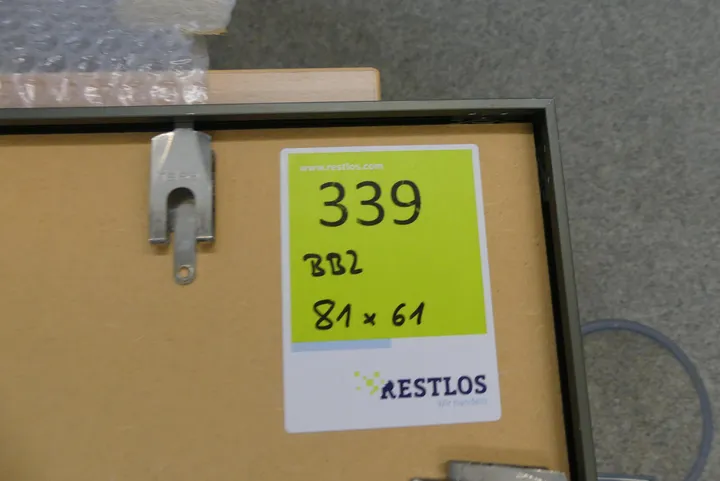 www.restlos.com
339
BB2
81 x 61
RESTLOS